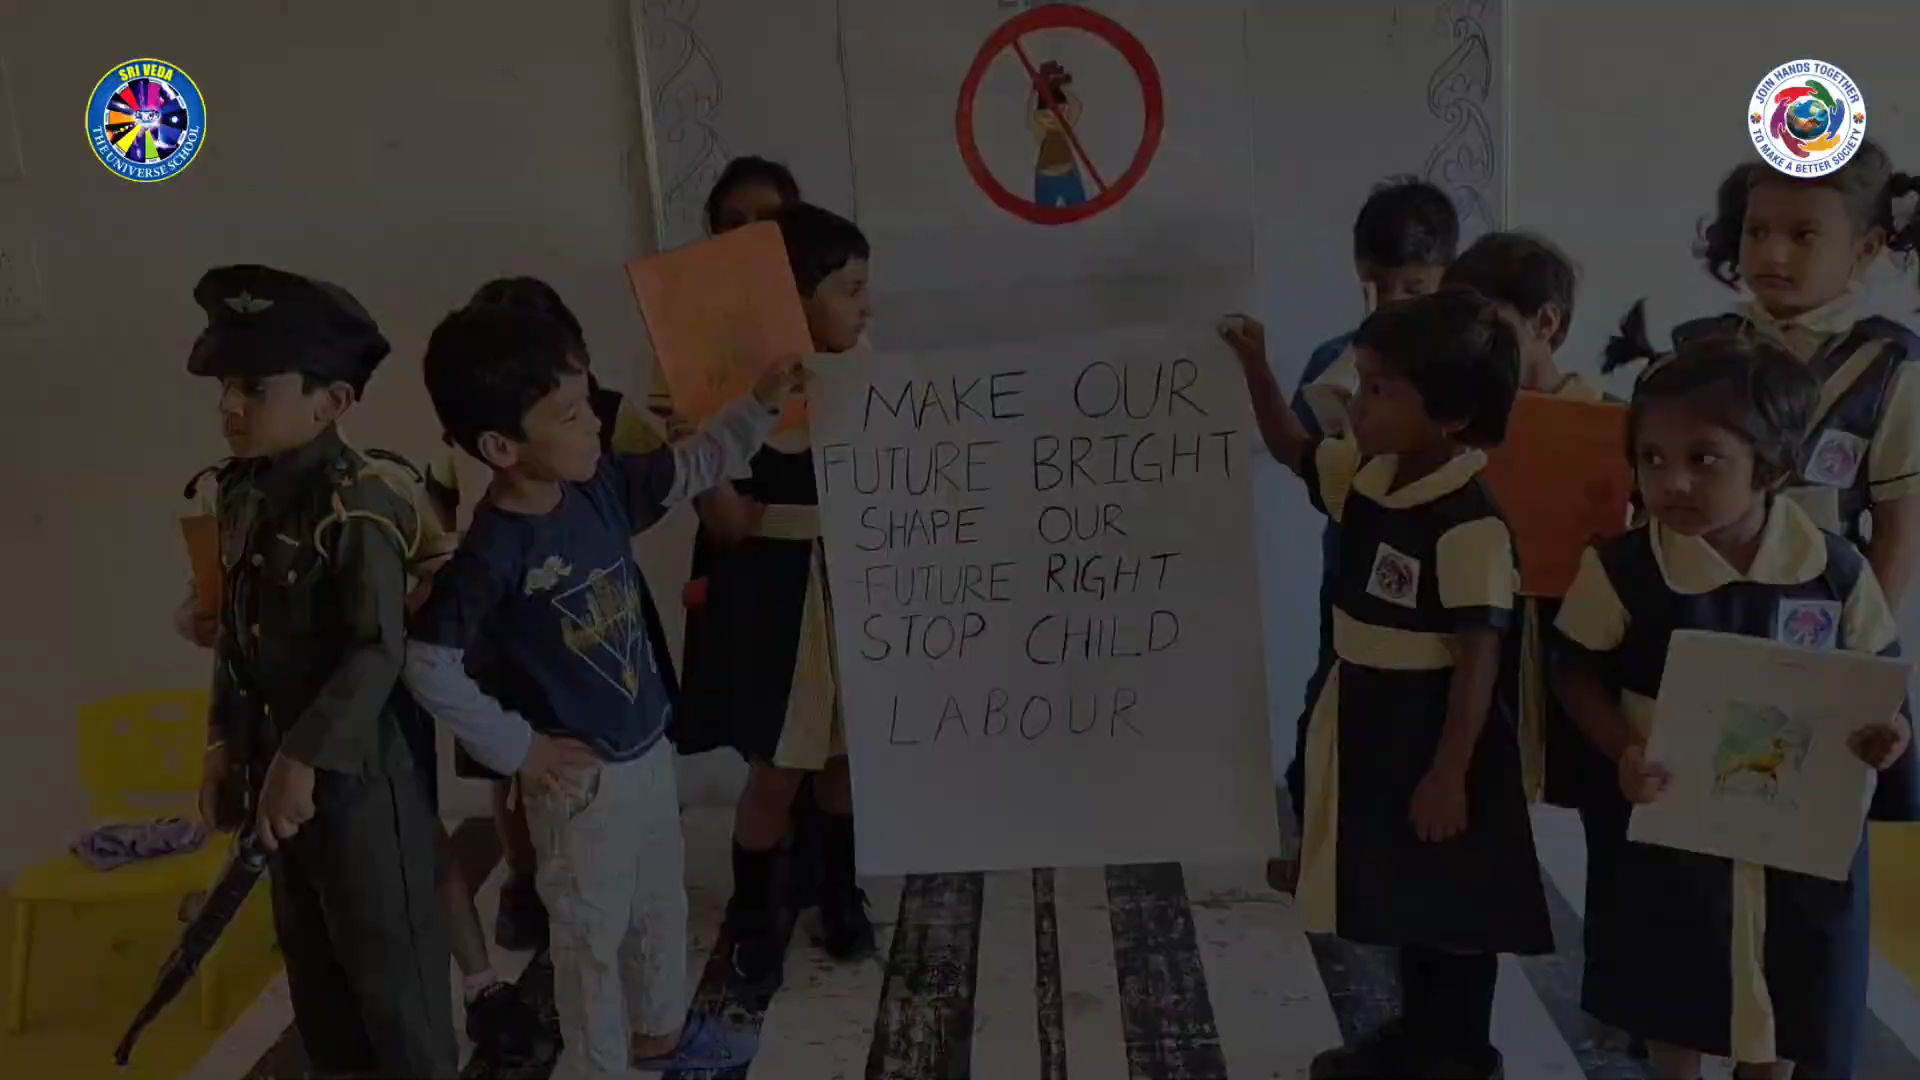 SRI VEDA
THE UNIVERSE SCHOOL
JOIN HANDS TOGETHER
TO MAKE A BETTER SOCIETY
MAKE OUR
FUTURE BRIGHT
SHAPE OUR
FUTURE RIGHT
STOP CHILD
LABOUR